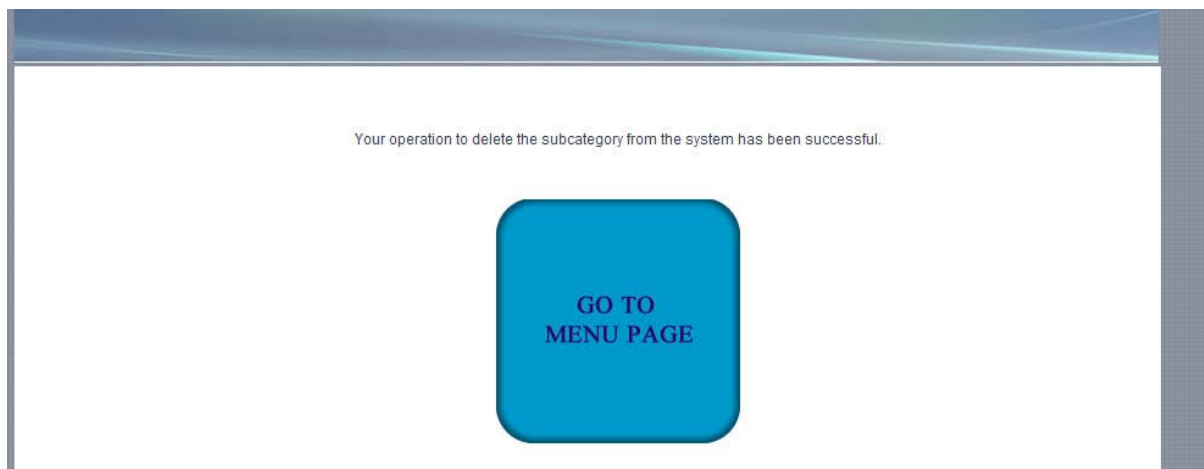 Your operation to delete the subcategory from the system has been successful.
GO TO
MENU PAGE